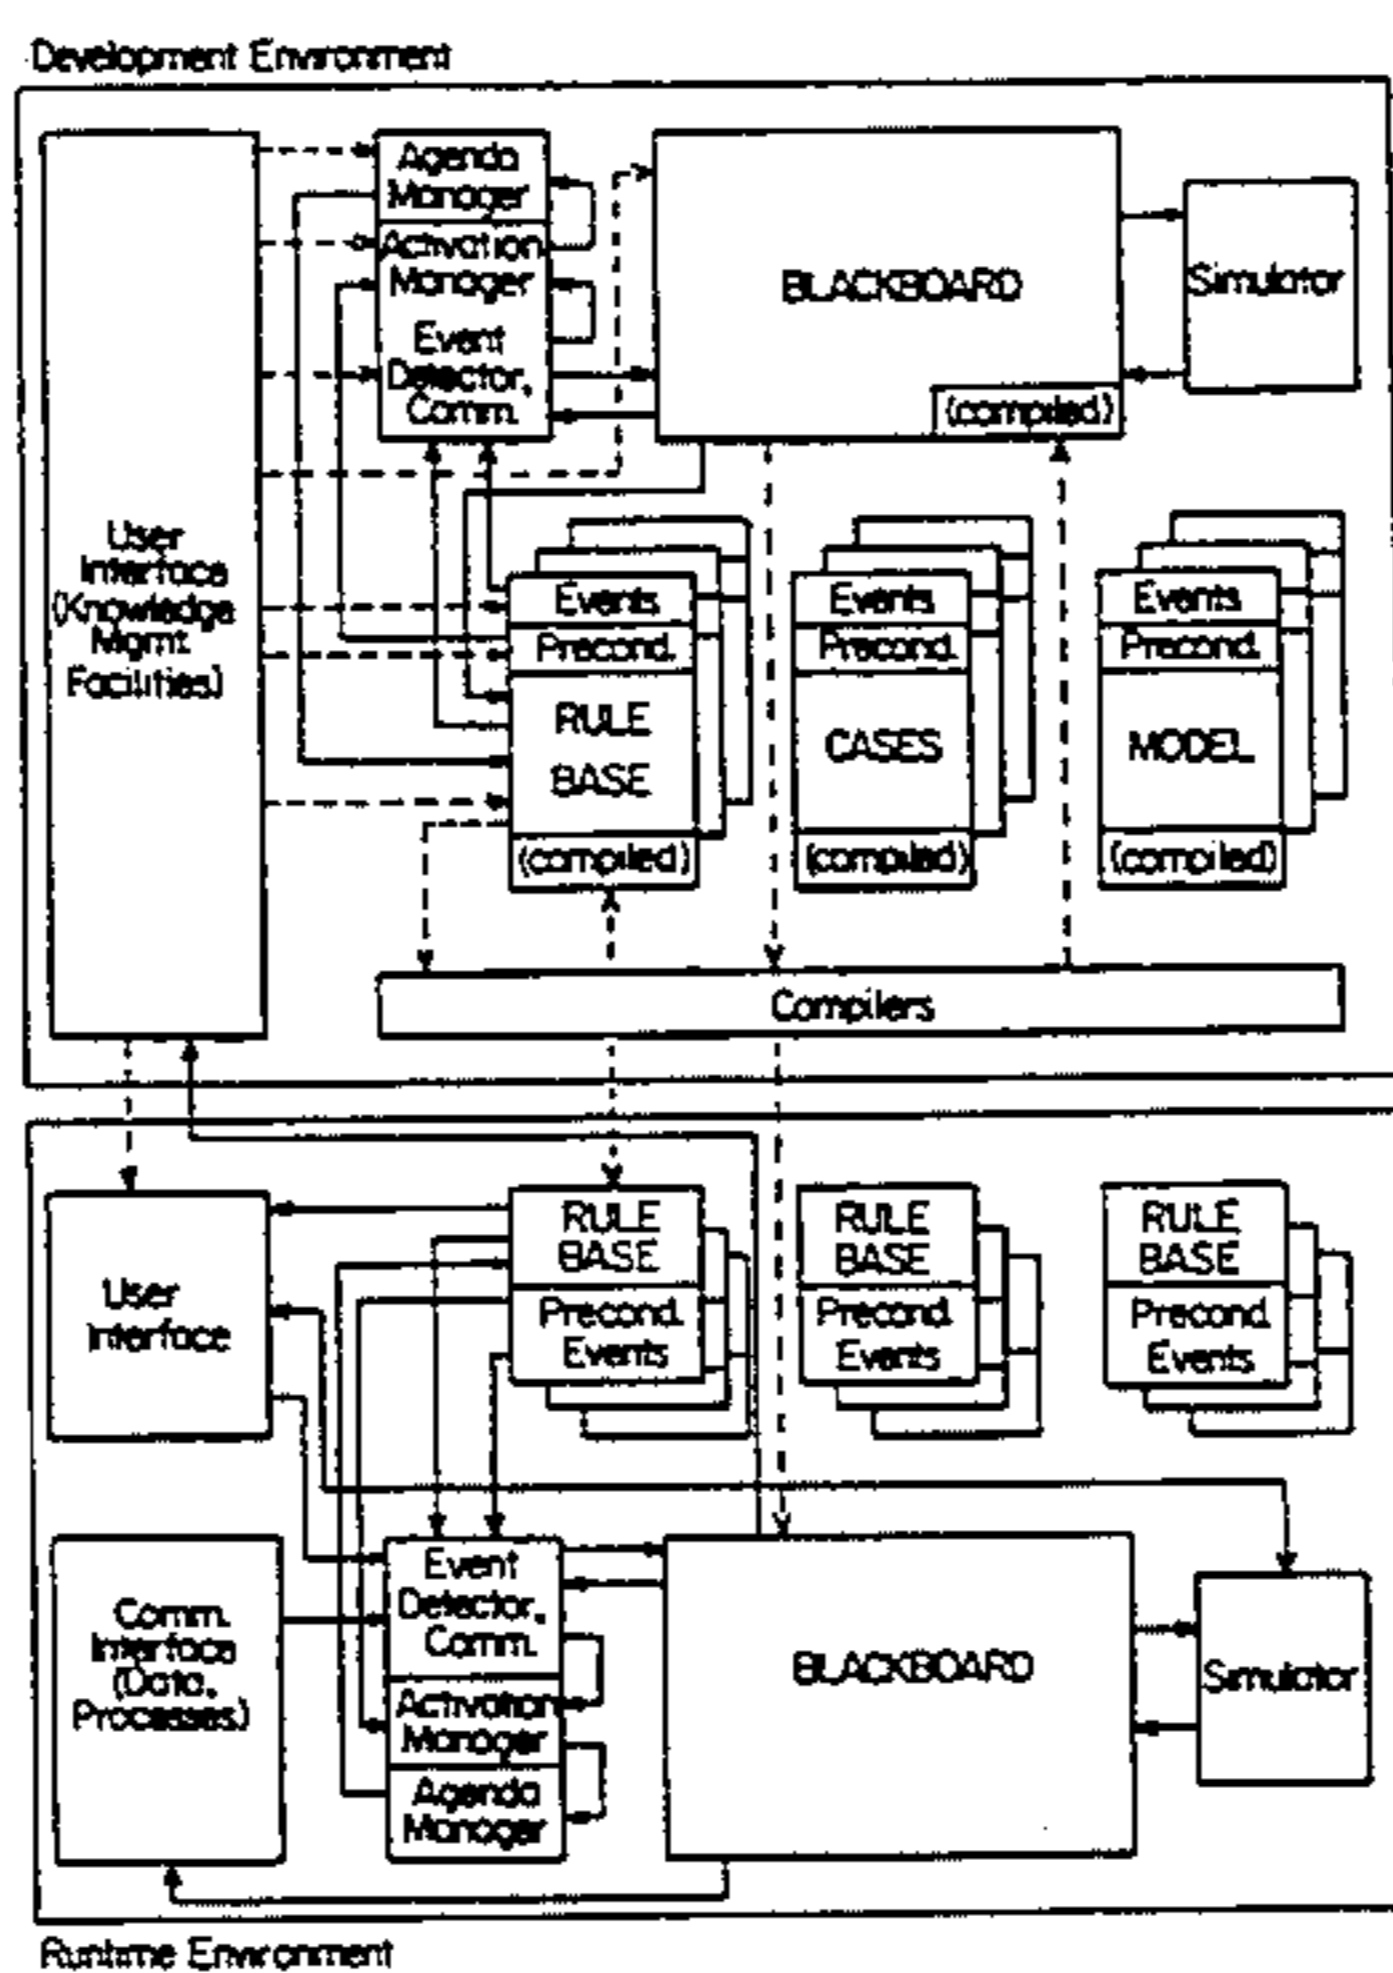 Development Environment
Agenda
Manager
Activation
Manager
Event
Detector,
Comm.
BLACKBOARD
(compiled)
Simulator
User
Interface
(Knowledge
Mgmt.
Facilities)
Events
Precond.
RULE
BASE
(compiled)
Events
Precond.
CASES
(compiled)
Events
Precond.
MODEL
(compiled)
Compilers
User
Interface
RULE
BASE
Precond.
Events
RULE
BASE
Precond.
Events
RULE
BASE
Precond.
Events
Comm.
Interface
(Data,
Processes)
Event
Detector,
Comm.
Activation
Manager
Agenda
Manager
BLACKBOARD
Simulator
Runtime Environment